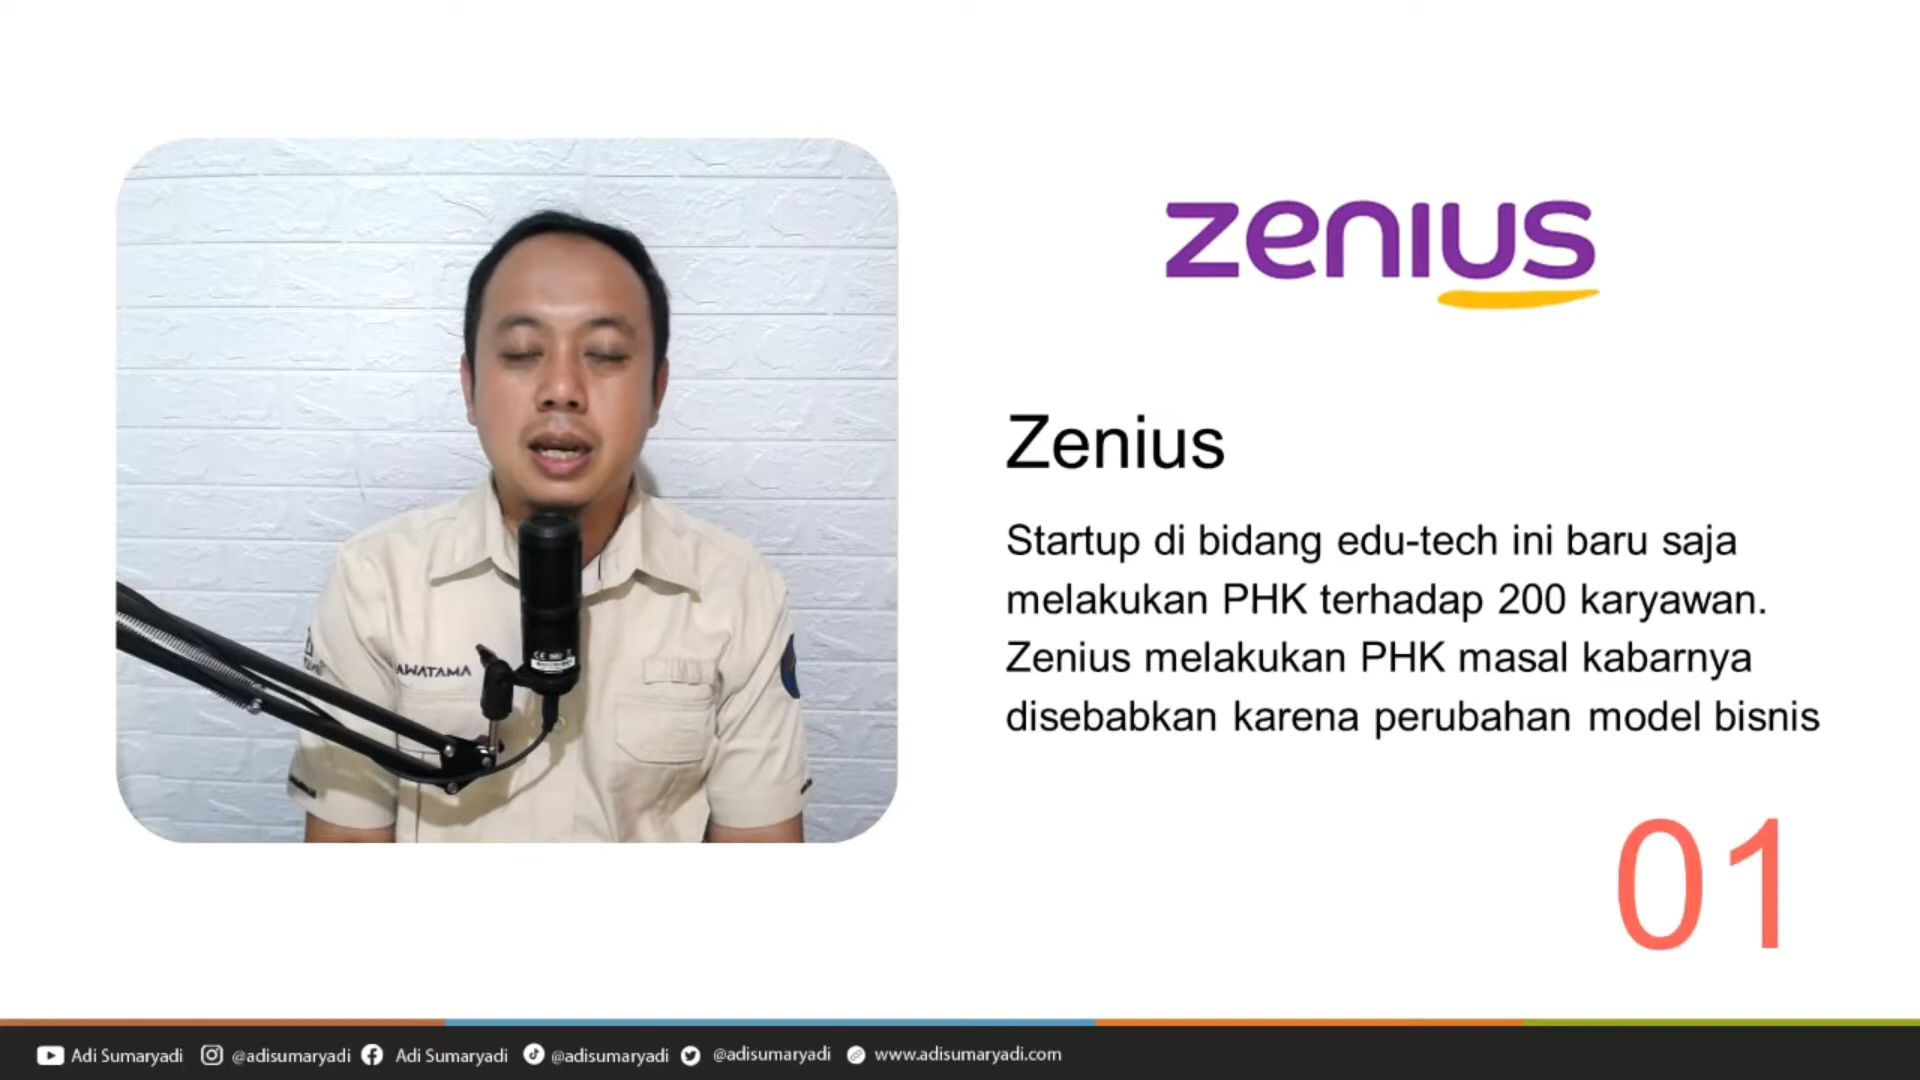 zenius
Zenius
Startup di bidang edu-tech ini baru saja
melakukan PHK terhadap 200 karyawan.
Zenius melakukan PHK masal kabarnya
disebabkan karena perubahan model bisnis
01
AWATAMA
Adi Sumaryadi @adisumaryadi Adi Sumaryadi @adisumaryadi @adisumaryadi www.adisumaryadi.com